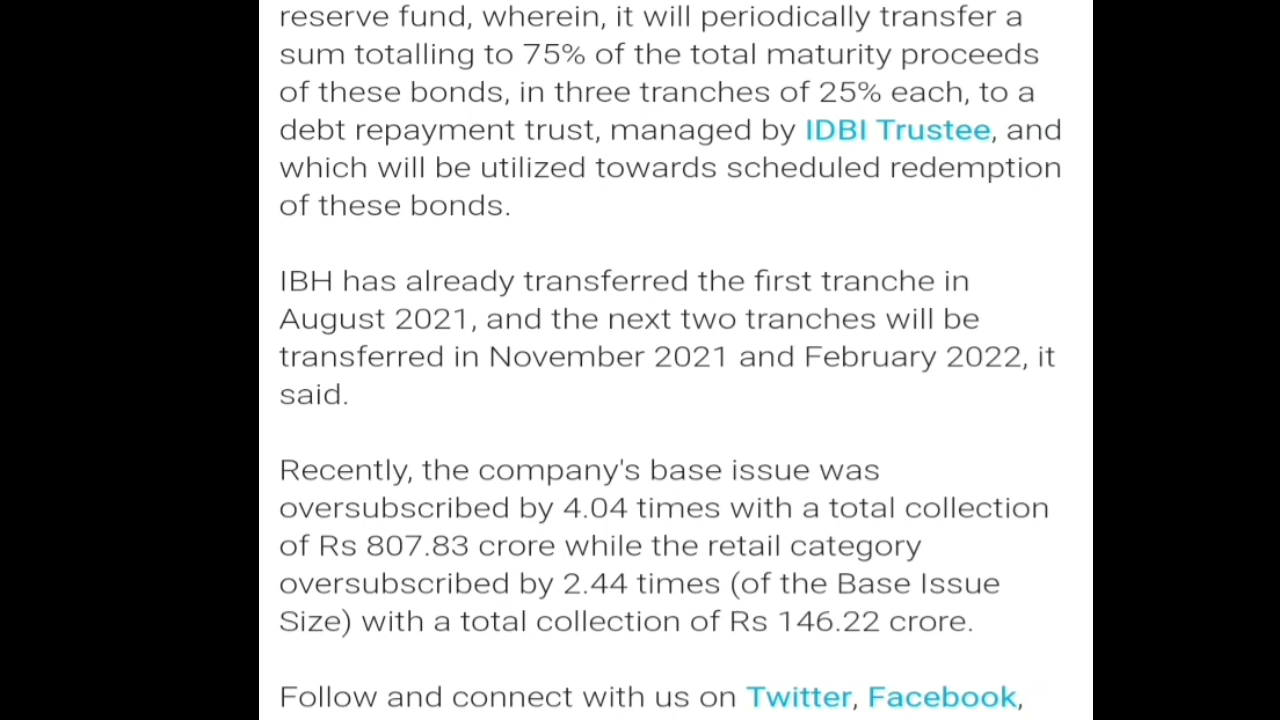 reserve fund, wherein, it will periodically transfer a
sum totalling to 75% of the total maturity proceeds
of these bonds, in three tranches of 25% each, to a
debt repayment trust, managed by IDBI Trustee, and
which will be utilized towards scheduled redemption
of these bonds.
IBH has already transferred the first tranche in
August 2021, and the next two tranches will be
transferred in November 2021 and February 2022, it
said.
Recently, the company's base issue was
oversubscribed by 4.04 times with a total collection
of Rs 807.83 crore while the retail category
oversubscribed by 2.44 times (of the Base Issue
Size) with a total collection of Rs 146.22 crore.
Follow and connect with us on Twitter, Facebook,